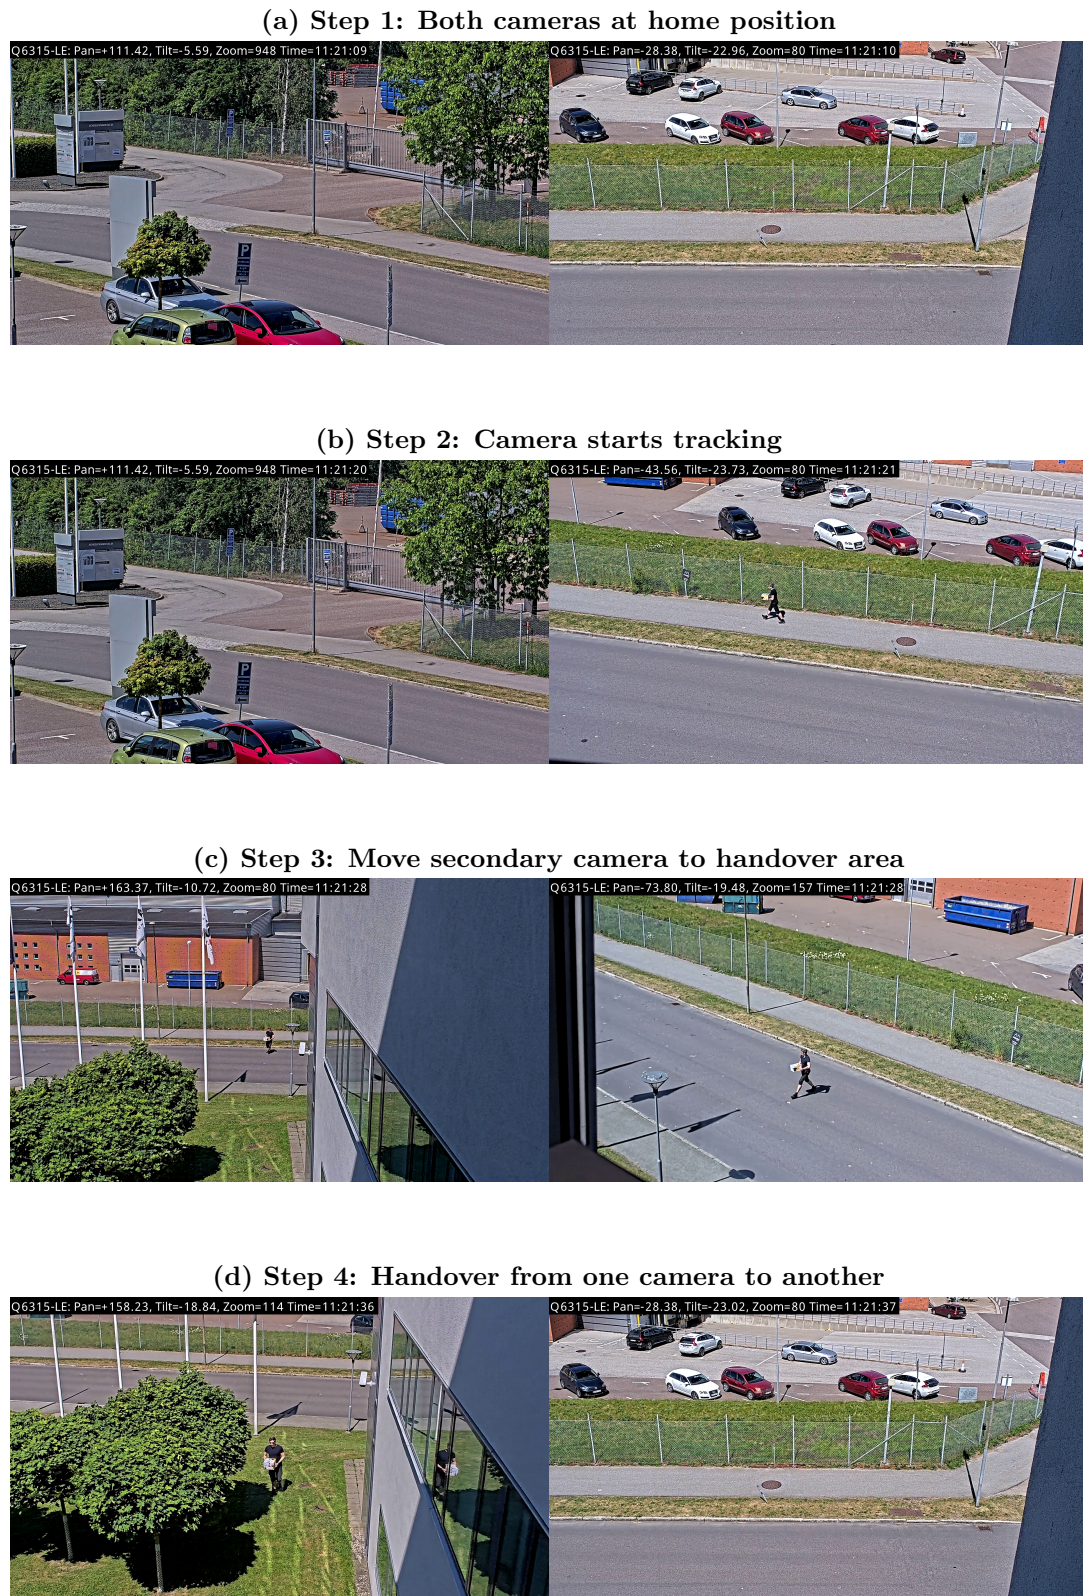 (a) Step 1: Both cameras at home position
Q6315-LE: Pan=+111.42, Tilt=-5.59, Zoom=948 Time=11:21:09
Q6315-LE: Pan=-28.38, Tilt=-22.96, Zoom=80 Time=11:21:10
P
(b) Step 2: Camera starts tracking
Q6315-LE: Pan=+111.42, Tilt=-5.59, Zoom=948 Time=11:21:20
Q6315-LE: Pan=-43.56, Tilt=-23.73, Zoom=80 Time=11:21:21
P
(c) Step 3: Move secondary camera to handover area
Q6315-LE: Pan=+163.37, Tilt=-10.72, Zoom=80 Time=11:21:28
Q6315-LE: Pan=-73.80, Tilt=-19.48, Zoom=157 Time=11:21:28
(d) Step 4: Handover from one camera to another
Q6315-LE: Pan=+158.23, Tilt=-18.84, Zoom=114 Time=11:21:36
Q6315-LE: Pan=-28.38, Tilt=-23.02, Zoom=80 Time=11:21:37